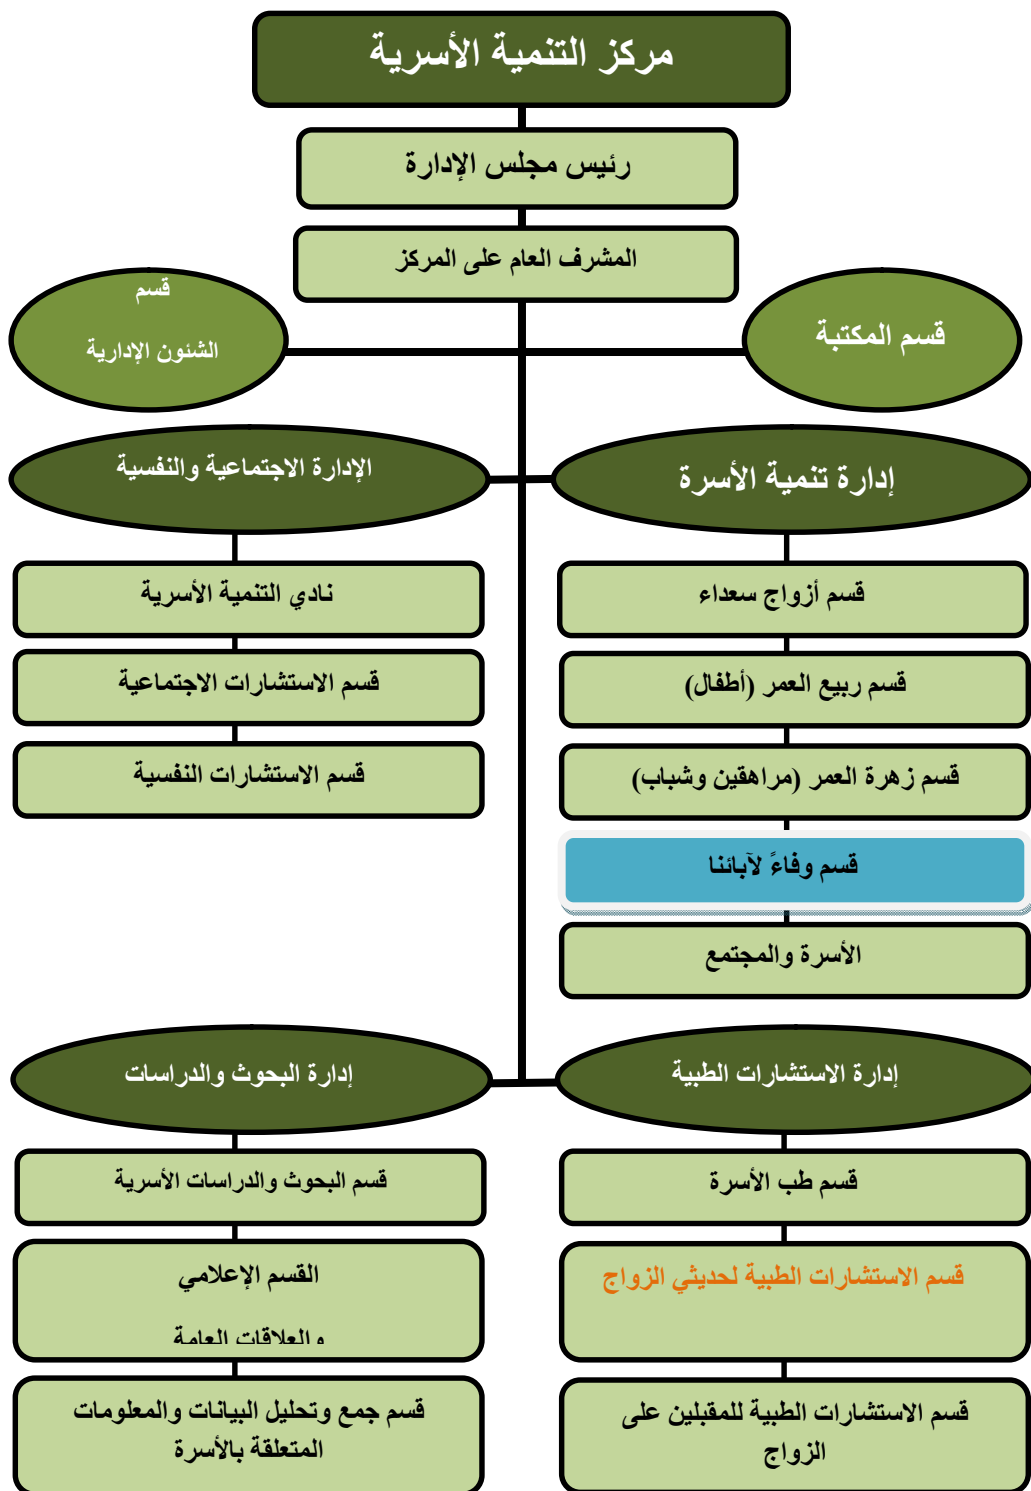 مركز التنمية الأسرية
رئيس مجلس الإدارة
المشرف العام على المركز
قسم المكتبة
قسم
الشئون الإدارية
إدارة تنمية الأسرة
قسم أزواج سعداء
قسم ربيع العمر (أطفال)
قسم زهرة العمر (مراهقين وشباب)
قسم وفاءً لآبائنا
الأسرة والمجتمع
الإدارة الاجتماعية والنفسية
نادي التنمية الأسرية
قسم الاستشارات الاجتماعية
قسم الاستشارات النفسية
إدارة الاستشارات الطبية
قسم طب الأسرة
قسم الاستشارات الطبية لحديثي الزواج
قسم الاستشارات الطبية للمقبلين على
الزواج
إدارة البحوث والدراسات
قسم البحوث والدراسات الأسرية
القسم الإعلامي
والعلاقات العامة
قسم جمع وتحليل البيانات والمعلومات
المتعلقة بالأسرة